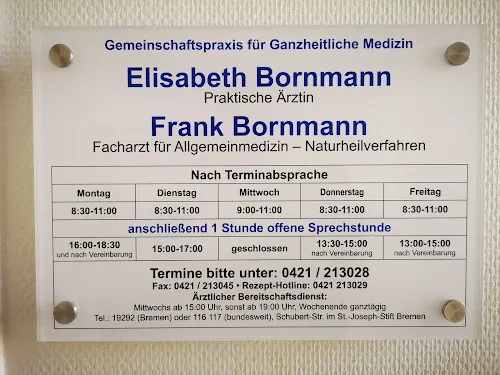 Gemeinschaftspraxis für Ganzheitliche Medizin
Elisabeth Bornmann
Praktische Ärztin
Frank Bornmann
Facharzt für Allgemeinmedizin – Naturheilverfahren
Nach Terminabsprache
Montag Dienstag Mittwoch Donnerstag Freitag
8:30-11:00 8:30-11:00 9:00-11:00 8:30-11:00 8:30-11:00
anschließend 1 Stunde offene Sprechstunde
16:00-18:30 15:00-17:00 geschlossen 13:30-15:00 13:00-15:00
und nach Vereinbarung nach Vereinbarung nach Vereinbarung
Termine bitte unter: 0421 / 213028
Fax: 0421 / 213045 • Rezept-Hotline: 0421 213029
Ärztlicher Bereitschaftsdienst:
Mittwochs ab 15:00 Uhr, sonst ab 19:00 Uhr, Wochenende ganztägig
Tel.: 19292 (Bremen) oder 116 117 (bundesweit), Schubert-Str. im St.-Joseph-Stift Bremen